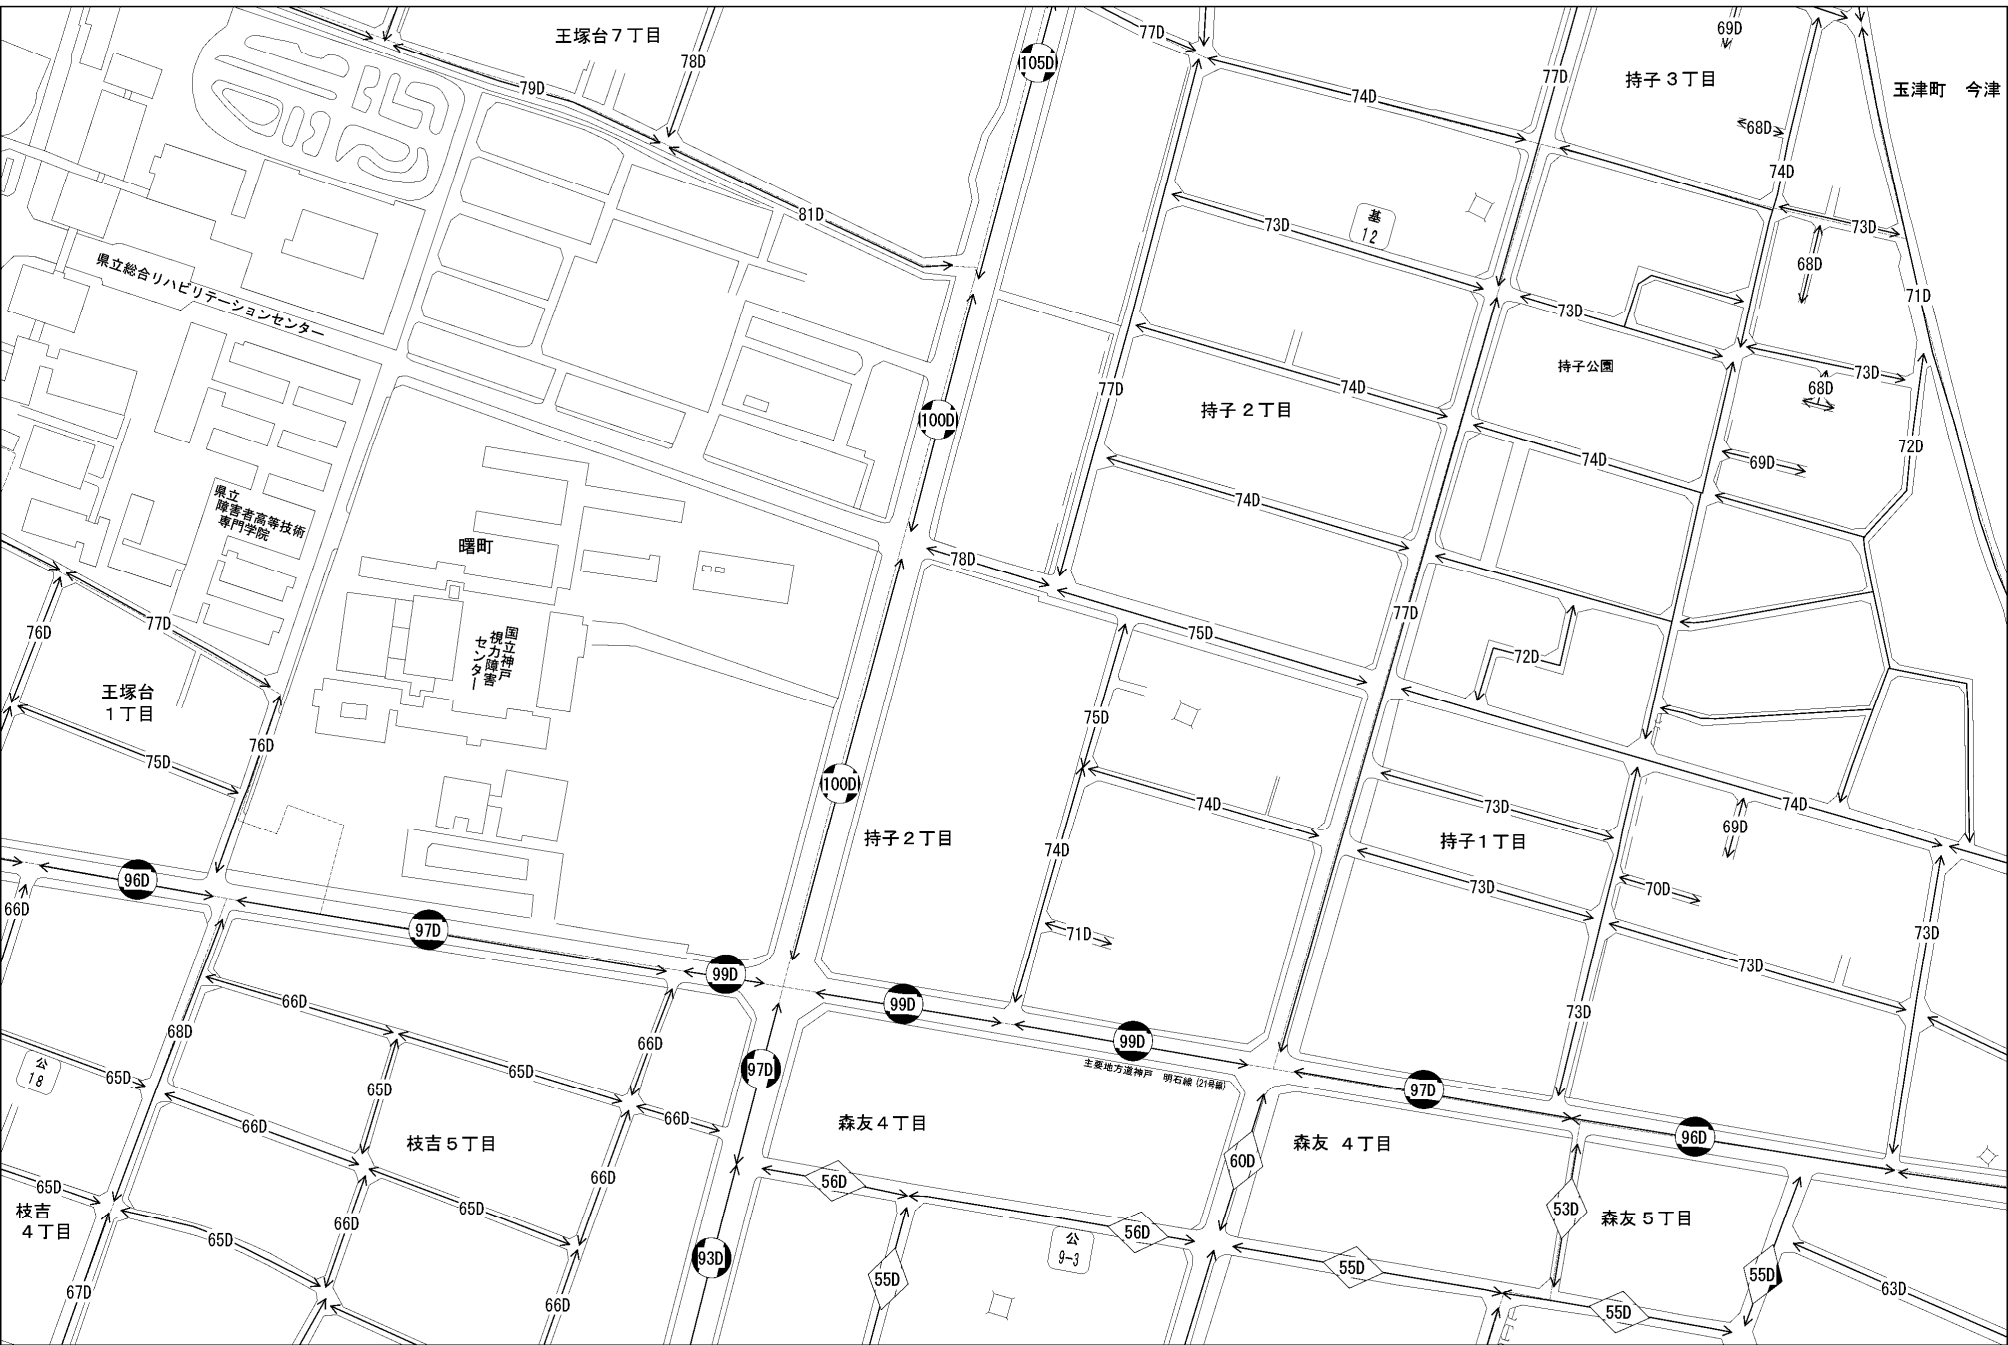 王塚台７丁目
78D
79D
105D
77D
74D
77D
69D
持子３丁目
玉津町　今津
68D
74D
81D
73D
基
12
73D
68D
71D
県立総合リハビリテーションセンター
73D
持子公園
73D
68D
77D
74D
持子２丁目
100D
72D
74D
69D
74D
県立
障害者高等技術
専門学院
曙町
78D
77D
76D
77D
75D
国立神戸
視力障害
センター
72D
王塚台
１丁目
75D
76D
75D
100D
74D
73D
74D
69D
持子２丁目
持子１丁目
74D
96D
73D
70D
66D
97D
71D
73D
73D
99D
99D
66D
73D
68D
66D
99D
主要地方道神戸　明石線 (21号線)
公
18
65D
65D
65D
97D
97D
66D
66D
森友４丁目
96D
枝吉５丁目
森友 ４丁目
60D
56D
66D
65D
65D
枝吉
４丁目
66D
65D
53D
森友５丁目
56D
公
9-3
93D
55D
55D
55D
67D
66D
63D
55D